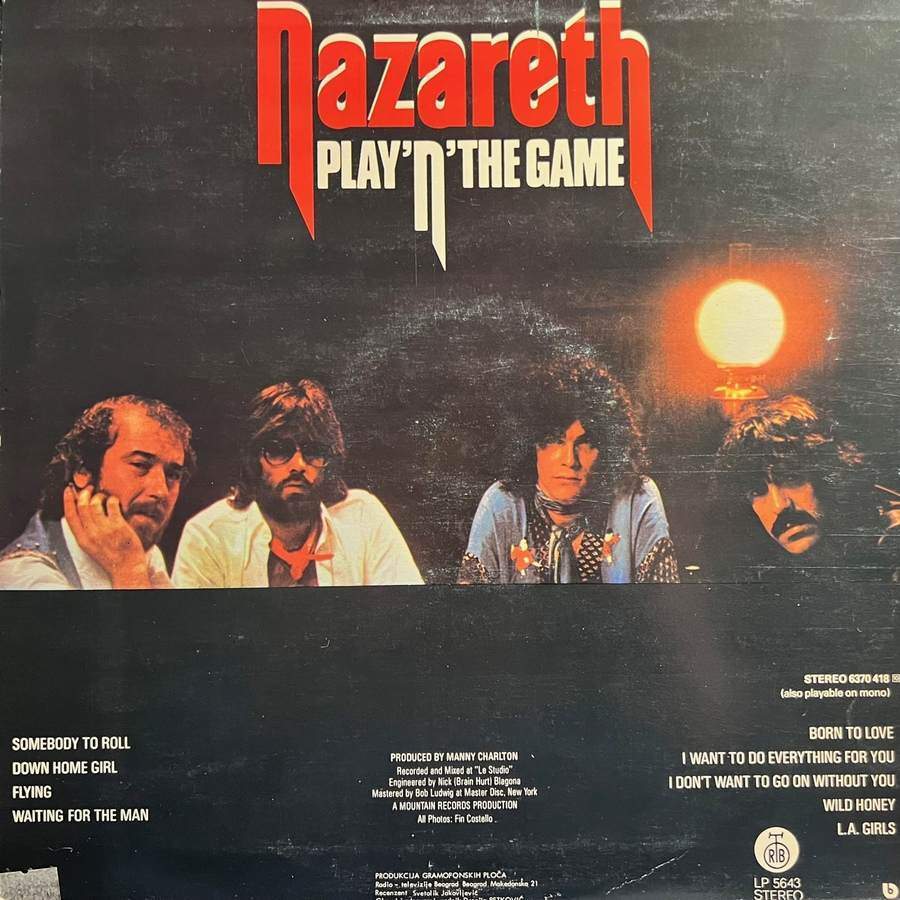 Nazareth
PLAY'N'THE GAME
STEREO 6370 418
(also playable on mono)
SOMEBODY TO ROLL
DOWN HOME GIRL
FLYING
WAITING FOR THE MAN
PRODUCED BY MANNY CHARLTON
Recorded and Mixed at "Le Studio"
Engineered by Nick (Brain Hurt) Blagona
Mastered by Bob Ludwig at Master Disc, New York
A MOUNTAIN RECORDS PRODUCTION
All Photos: Fin Costello
BORN TO LOVE
I WANT TO DO EVERYTHING FOR YOU
I DON'T WANT TO GO ON WITHOUT YOU
WILD HONEY
L.A. GIRLS
PRODUKCIJA GRAMOFONSKIH PLOČA
Radio - televizije Beograd Beograd, Makedonska 21
Recenzent Svetolik Jakovljević
RTB
LP 5643
STEREO
b